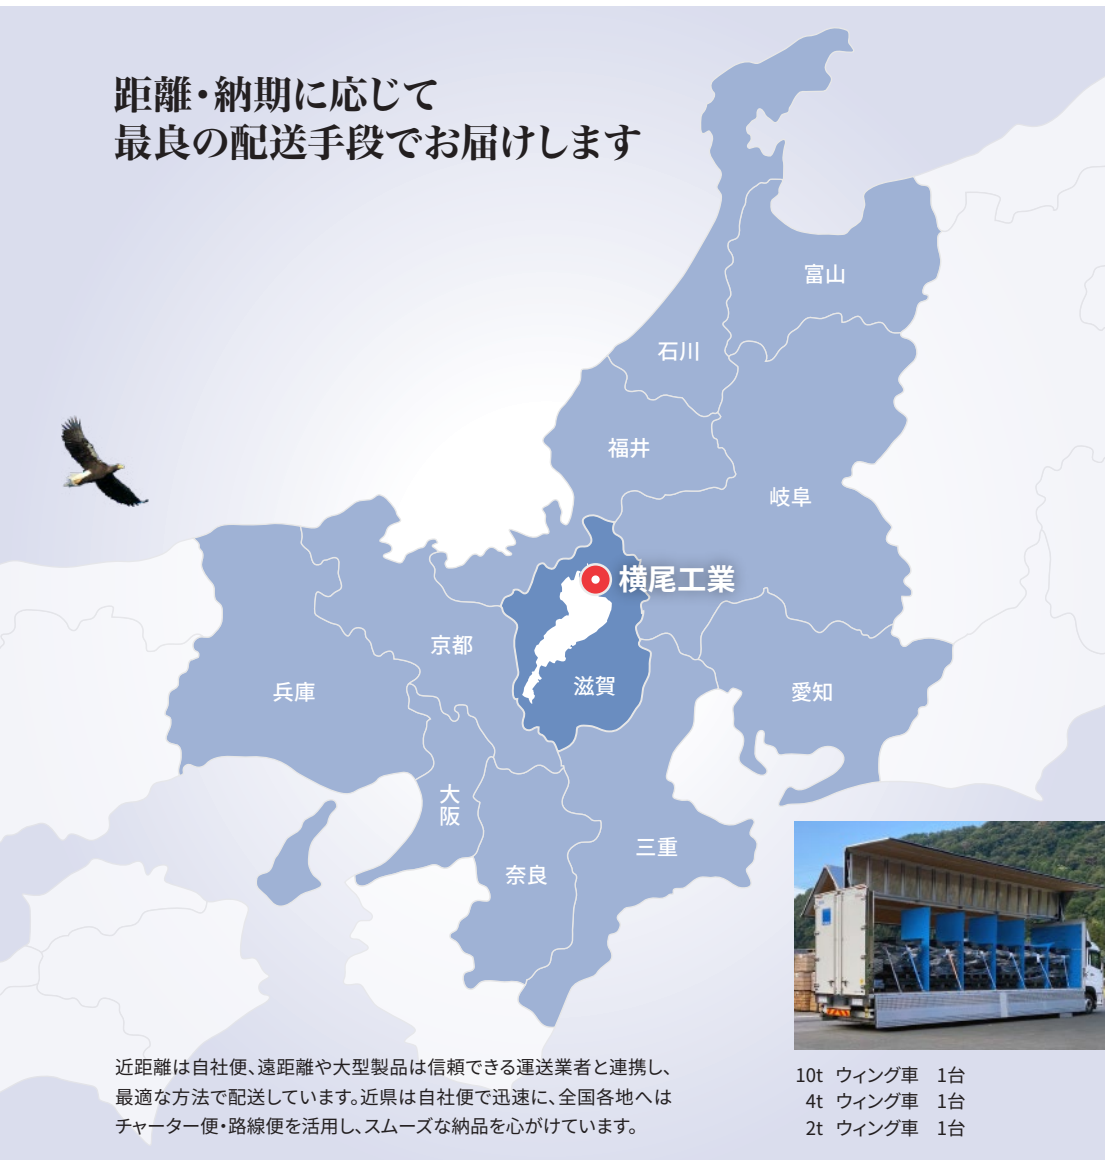 距離・納期に応じて
最良の配送手段でお届けします
富山
石川
福井
岐阜
横尾工業
京都
滋賀
兵庫
愛知
大阪
三重
奈良
近距離は自社便、遠距離や大型製品は信頼できる運送業者と連携し、
最適な方法で配送しています。近県は自社便で迅速に、全国各地へは
チャーター便・路線便を活用し、スムーズな納品を心がけています。
10t ウィング車 1台
4t ウィング車 1台
2t ウィング車 1台